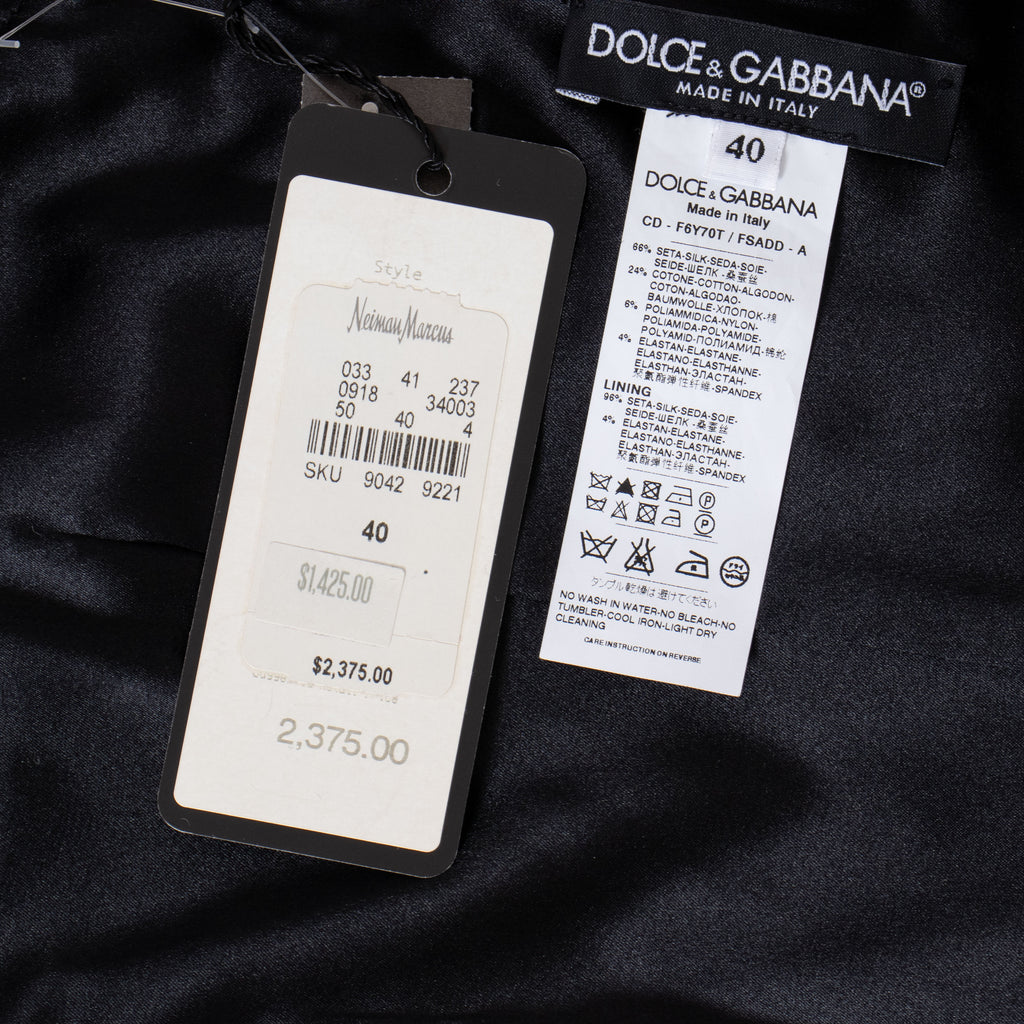 DOLCE & GABBANA®
MADE IN ITALY
40
DOLCE & GABBANA
Made in Italy
CD - F6Y70T / FSADD - A
66% SETA-SILK-SEDA-SOIE-
SEIDE-ШЕЛК-桑蚕丝
24% COTONE-COTTON-ALGODON-
COTON-ALGODAO-
BAUMWOLLE-ХЛОПОК-棉
6% POLIAMMIDICA-NYLON-
POLIAMIDA-POLYAMIDE-
POLYAMID-ПОЛИАМИД-锦纶
4% ELASTAN-ELASTANE-
ELASTANO-ELASTHANNE-
ELASTHAN-ЭЛАСТАН-
聚氨酯弹性纤维-SPANDEX
LINING
96% SETA-SILK-SEDA-SOIE-
SEIDE-ШЕЛК-桑蚕丝
4% ELASTAN-ELASTANE-
ELASTANO-ELASTHANNE-
ELASTHAN-ЭЛАСТАН-
聚氨酯弹性纤维-SPANDEX
タンブル乾燥は避けてください
NO WASH IN WATER-NO BLEACH-NO
TUMBLER-COOL IRON-LIGHT DRY
CLEANING
CARE INSTRUCTION ON REVERSE
Style
Neiman Marcus
033 41 237
0918 34003
50 40 4
SKU 9042 9221
40
$1,425.00
$2,375.00
2,375.00